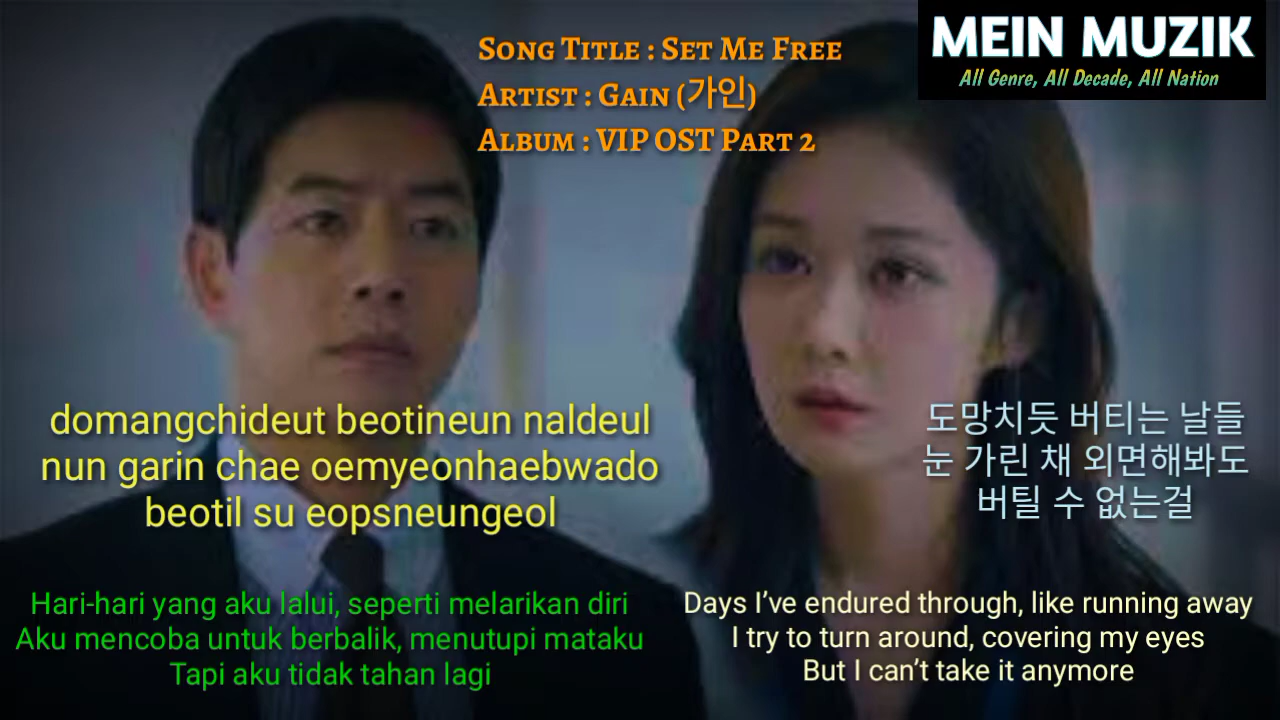 MEIN MUZIK
All Genre, All Decade, All Nation
Song Title : Set Me Free
Artist : Gain (가인)
Album : VIP OST Part 2
domangchideut beotineun naldeul
nun garin chae oemyeonhaebwado
beotil su eopsneungeol
도망치듯 버티는 날들
눈 가린 채 외면해봐도
버틸 수 없는걸
Hari-hari yang aku lalui, seperti melarikan diri
Aku mencoba untuk berbalik, menutupi mataku
Tapi aku tidak tahan lagi
Days I’ve endured through, like running away
I try to turn around, covering my eyes
But I can’t take it anymore